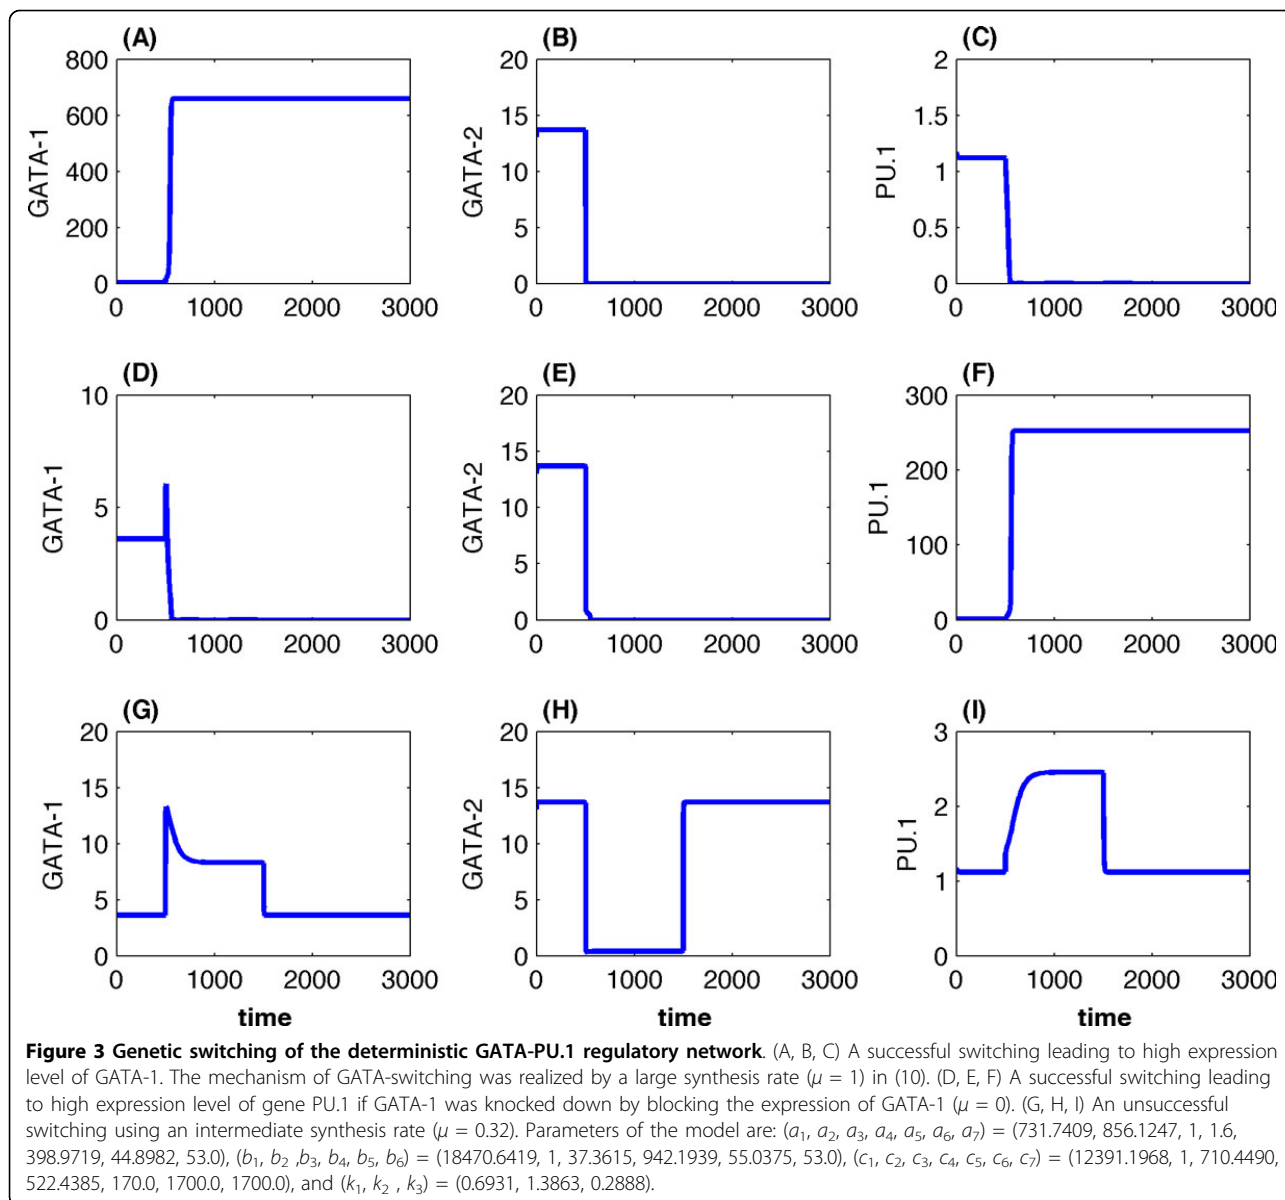 (A) (B) (C)
800 20 2
600 15 1.5
400 10 1
200 5 0.5
0 0 0
GATA-1 GATA-2 PU.1
0 1000 2000 3000 0 1000 2000 3000 0 1000 2000 3000
(D) (E) (F)
10 20 300
15 200
5 10 100
5
0 0 0
GATA-1 GATA-2 PU.1
0 1000 2000 3000 0 1000 2000 3000 0 1000 2000 3000
(G) (H) (I)
20 20 3
15 15 2
10 10 1
5 5
0 0 0
GATA-1 GATA-2 PU.1
0 1000 2000 3000 0 1000 2000 3000 0 1000 2000 3000
time time time
Figure 3 Genetic switching of the deterministic GATA-PU.1 regulatory network. (A, B, C) A successful switching leading to high expression
level of GATA-1. The mechanism of GATA-switching was realized by a large synthesis rate (μ = 1) in (10). (D, E, F) A successful switching leading
to high expression level of gene PU.1 if GATA-1 was knocked down by blocking the expression of GATA-1 (μ = 0). (G, H, I) An unsuccessful
switching using an intermediate synthesis rate (μ = 0.32). Parameters of the model are: (a₁, a₂, a₃, a₄, a₅, a₆, a₇) = (731.7409, 856.1247, 1, 1.6,
398.9719, 44.8982, 53.0), (b₁, b₂ ,b₃, b₄, b₅, b₆) = (18470.6419, 1, 37.3615, 942.1939, 55.0375, 53.0), (c₁, c₂, c₃, c₄, c₅, c₆, c₇) = (12391.1968, 1, 710.4490,
522.4385, 170.0, 1700.0, 1700.0), and (k₁, k₂ , k₃) = (0.6931, 1.3863, 0.2888).